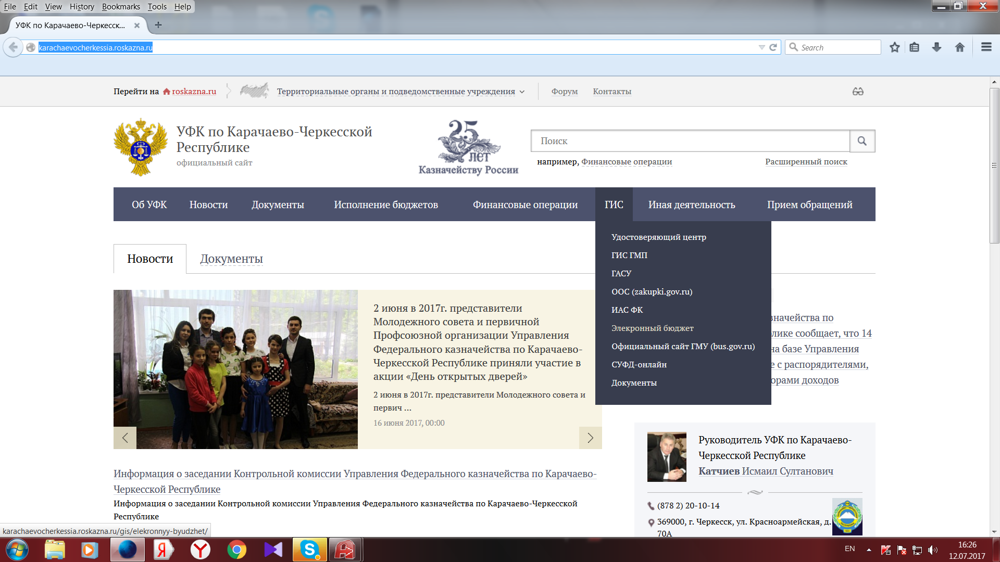 File Edit View History Bookmarks Tools Help
УФК по Карачаево-Черкесск...
karachaevocherkessia.roskazna.ru
Search
Перейти на roskazna.ru
Территориальные органы и подведомственные учреждения
Форум
Контакты
УФК по Карачаево-Черкесской
Республике
официальный сайт
25
ЛЕТ
Казначейству России
Поиск
например, Финансовые операции
Расширенный поиск
Об УФК Новости Документы Исполнение бюджетов Финансовые операции ГИС Иная деятельность Прием обращений
Удостоверяющий центр
ГИС ГМП
ГАСУ
ООС (zakupki.gov.ru)
ИАС ФК
Элекронный бюджет
Официальный сайт ГМУ (bus.gov.ru)
СУФД-онлайн
Документы
Новости Документы
2 июня в 2017г. представители
Молодежного совета и первичной
Профсоюзной организации Управления
Федерального казначейства по Карачаево-
Черкесской Республике приняли участие в
акции «День открытых дверей»
2 июня в 2017г. представители Молодежного совета и
первич ...
16 июня 2017, 00:00
значейства по
лике сообщает, что 14
на базе Управления
е с распорядителями,
орами доходов
Информация о заседании Контрольной комиссии Управления Федерального казначейства по Карачаево-
Черкесской Республике
Информация о заседании Контрольной комиссии Управления Федерального казначейства по Карачаево-Черкесской
Республике
Руководитель УФК по Карачаево-
Черкесской Республике
Катчиев Исмаил Султанович
(878 2) 20-10-14
369000, г. Черкесск, ул. Красноармейская, д.
70А
karachaevocherkessia.roskazna.ru/gis/elekronnyy-byudzhet/
EN
16:26
12.07.2017